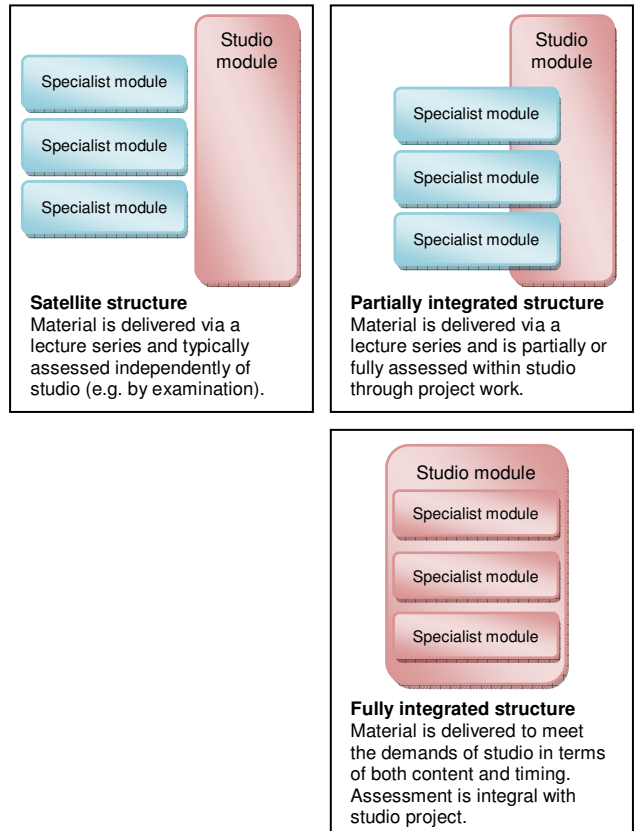 Studio
module
Specialist module
Specialist module
Specialist module
Satellite structure
Material is delivered via a
lecture series and typically
assessed independently of
studio (e.g. by examination).
Studio
module
Specialist module
Specialist module
Specialist module
Partially integrated structure
Material is delivered via a
lecture series and is partially or
fully assessed within studio
through project work.
Studio module
Specialist module
Specialist module
Specialist module
Fully integrated structure
Material is delivered to meet
the demands of studio in terms
of both content and timing.
Assessment is integral with
studio project.